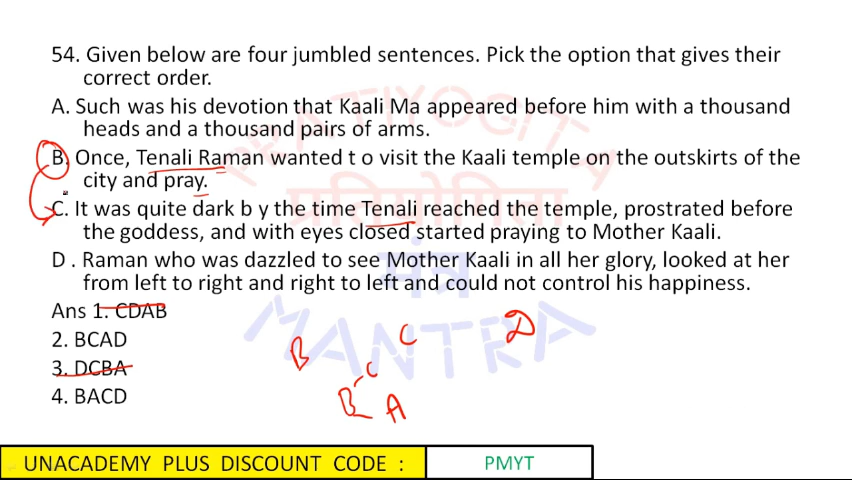 54. Given below are four jumbled sentences. Pick the option that gives their
correct order.
A. Such was his devotion that Kaali Ma appeared before him with a thousand
heads and a thousand pairs of arms.
B. Once, Tenali Raman wanted t o visit the Kaali temple on the outskirts of the
city and pray.
C. It was quite dark b y the time Tenali reached the temple, prostrated before
the goddess, and with eyes closed started praying to Mother Kaali.
D . Raman who was dazzled to see Mother Kaali in all her glory, looked at her
from left to right and right to left and could not control his happiness.
Ans 1. CDAB
2. BCAD
3. DCBA
4. BACD
B C D
C
B A
PRATIYOGITA
प्रतियोगिता
मंत्र
MANTRA
UNACADEMY PLUS DISCOUNT CODE : PMYT